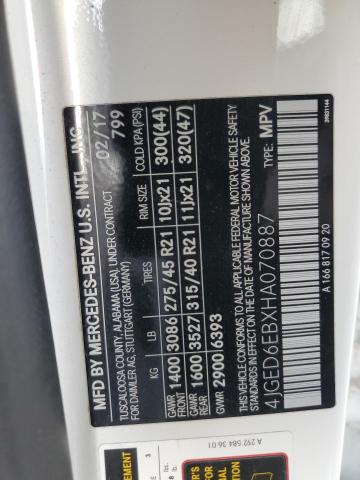 MFD BY MERCEDES-BENZ U.S. INTL., INC.
TUSCALOOSA COUNTY, ALABAMA (USA), UNDER CONTRACT
FOR DAIMLER AG, STUTTGART (GERMANY)
02/17
799
KG LB TIRES RIM SIZE COLD KPA(PSI)
GAWR FRONT 1400 3086 275/45 R21 10Jx21 300(44)
GAWR REAR 1600 3527 315/40 R21 11Jx21 320(47)
GVWR 2900 6393
THIS VEHICLE CONFORMS TO ALL APPLICABLE FEDERAL MOTOR VEHICLE SAFETY
STANDARDS IN EFFECT ON THE DATE OF MANUFACTURE SHOWN ABOVE.
4JGED6EBXHA070887
TYPE: MPV
A 166 817 09 20
A 292 584 36 01